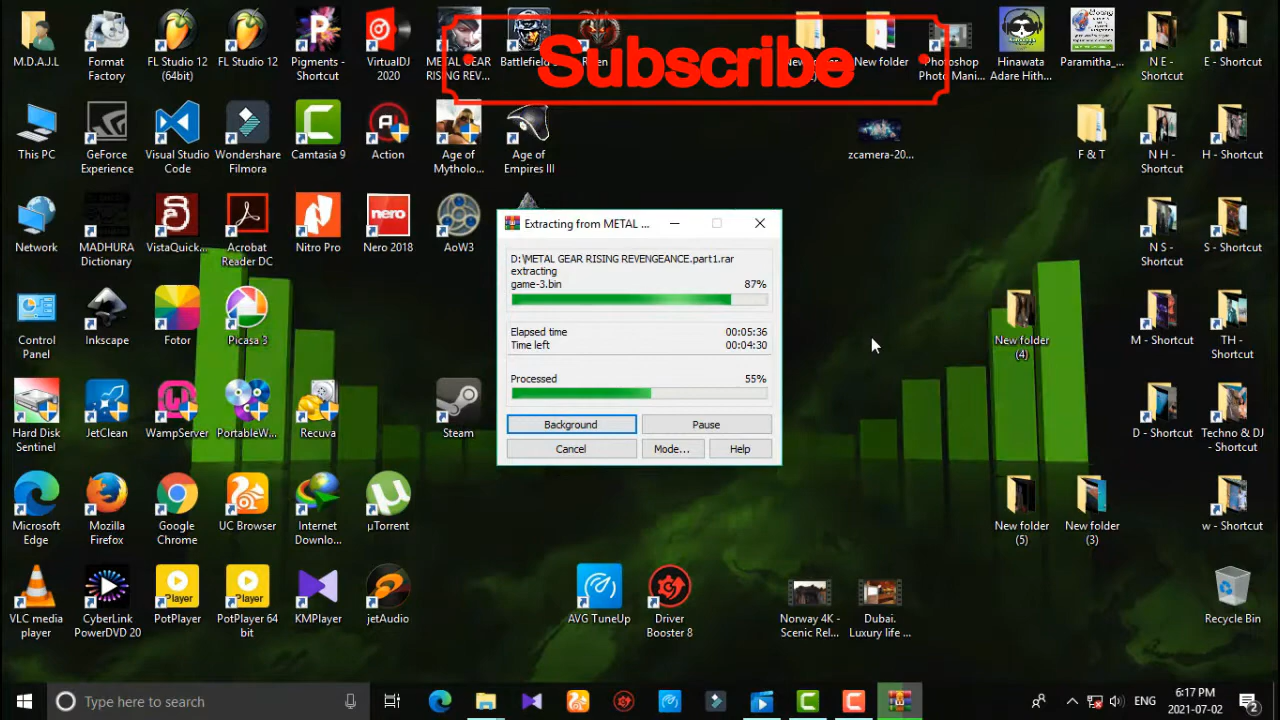 Subscribe
M.D.A.J.L
Format
Factory
FL Studio 12
(64bit)
FL Studio 12
Pigments -
Shortcut
VirtualDJ
2020
METAL GEAR
RISING REV...
Battlefield
New folder
Photoshop
Photo Mani...
Hinawata
Adare Hith...
Paramitha_...
N E -
Shortcut
E - Shortcut
This PC
GeForce
Experience
Visual Studio
Code
Wondershare
Filmora
Camtasia 9
Action
Age of
Mytholo...
Age of
Empires III
zcamera-20...
F & T
N H -
Shortcut
H - Shortcut
Network
MADHURA
Dictionary
VistaQuick...
Acrobat
Reader DC
Nitro Pro
nero
Nero 2018
AoW3
N S -
Shortcut
S - Shortcut
Extracting from METAL ...
D:\METAL GEAR RISING REVENGEANCE.part1.rar
extracting
game-3.bin 87%
Elapsed time 00:05:36
Time left 00:04:30
Processed 55%
Background Pause
Cancel Mode... Help
Control
Panel
Inkscape
Fotor
Picasa 3
New folder
(4)
M - Shortcut
TH -
Shortcut
Hard Disk
Sentinel
JetClean
WampServer
PortableW...
Recuva
Steam
D - Shortcut
Techno & DJ
- Shortcut
Microsoft
Edge
Mozilla
Firefox
Google
Chrome
UC Browser
Internet
Downlo...
µTorrent
New folder
(5)
New folder
(3)
w - Shortcut
VLC media
player
CyberLink
PowerDVD 20
Player
PotPlayer
Player
PotPlayer 64
bit
KMPlayer
jetAudio
AVG TuneUp
Driver
Booster 8
Norway 4K -
Scenic Rel...
Dubai.
Luxury life ...
Recycle Bin
Type here to search
ENG
6:17 PM
2021-07-02
2